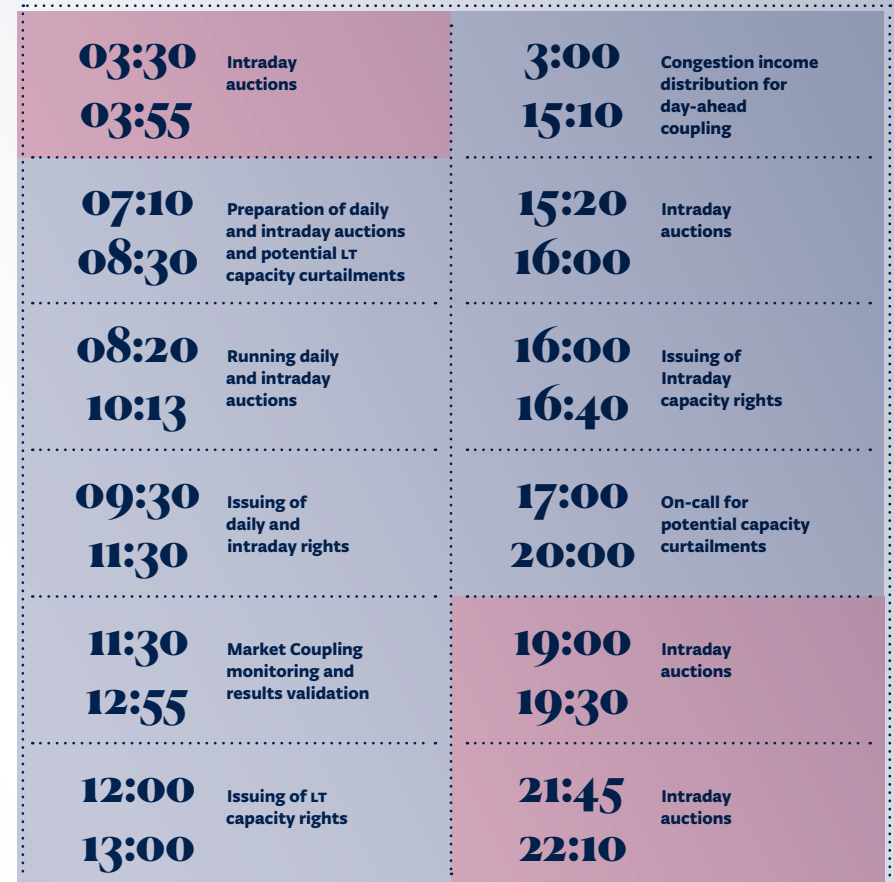 03:30
03:55
Intraday
auctions
07:10
08:30
Preparation of daily
and intraday auctions
and potential LT
capacity curtailments
08:20
10:13
Running daily
and intraday
auctions
09:30
11:30
Issuing of
daily and
intraday rights
11:30
12:55
Market Coupling
monitoring and
results validation
12:00
13:00
Issuing of LT
capacity rights
3:00
15:10
Congestion income
distribution for
day-ahead
coupling
15:20
16:00
Intraday
auctions
16:00
16:40
Issuing of
Intraday
capacity rights
17:00
20:00
On-call for
potential capacity
curtailments
19:00
19:30
Intraday
auctions
21:45
22:10
Intraday
auctions